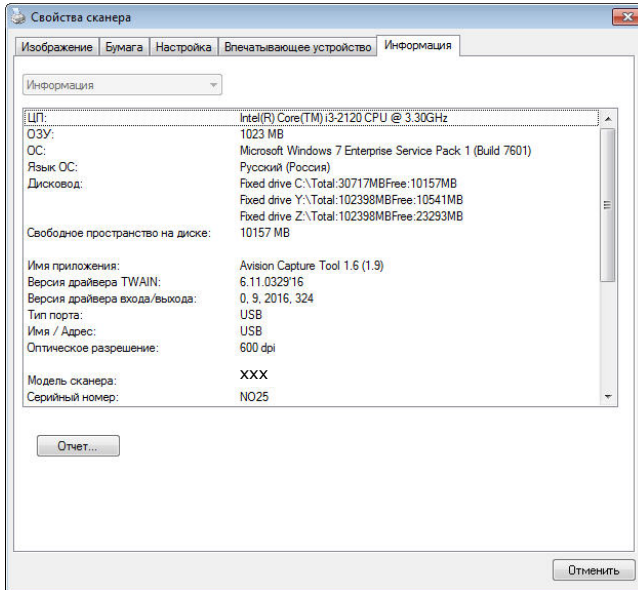 Свойства сканера
Изображение Бумага Настройка Впечатывающее устройство Информация
Информация
ЦП: Intel(R) Core(TM) i3-2120 CPU @ 3.30GHz
ОЗУ: 1023 MB
ОС: Microsoft Windows 7 Enterprise Service Pack 1 (Build 7601)
Язык ОС: Русский (Россия)
Дисковод: Fixed drive C:\Total:30717MBFree:10157MB
Fixed drive Y:\Total:102398MBFree:10541MB
Fixed drive Z:\Total:102398MBFree:23293MB
Свободное пространство на диске: 10157 MB
Имя приложения: Avision Capture Tool 1.6 (1.9)
Версия драйвера TWAIN: 6.11.0329'16
Версия драйвера входа/выхода: 0, 9, 2016, 324
Тип порта: USB
Имя / Адрес: USB
Оптическое разрешение: 600 dpi
Модель сканера: XXX
Серийный номер: NO25
Отчет...
Отменить